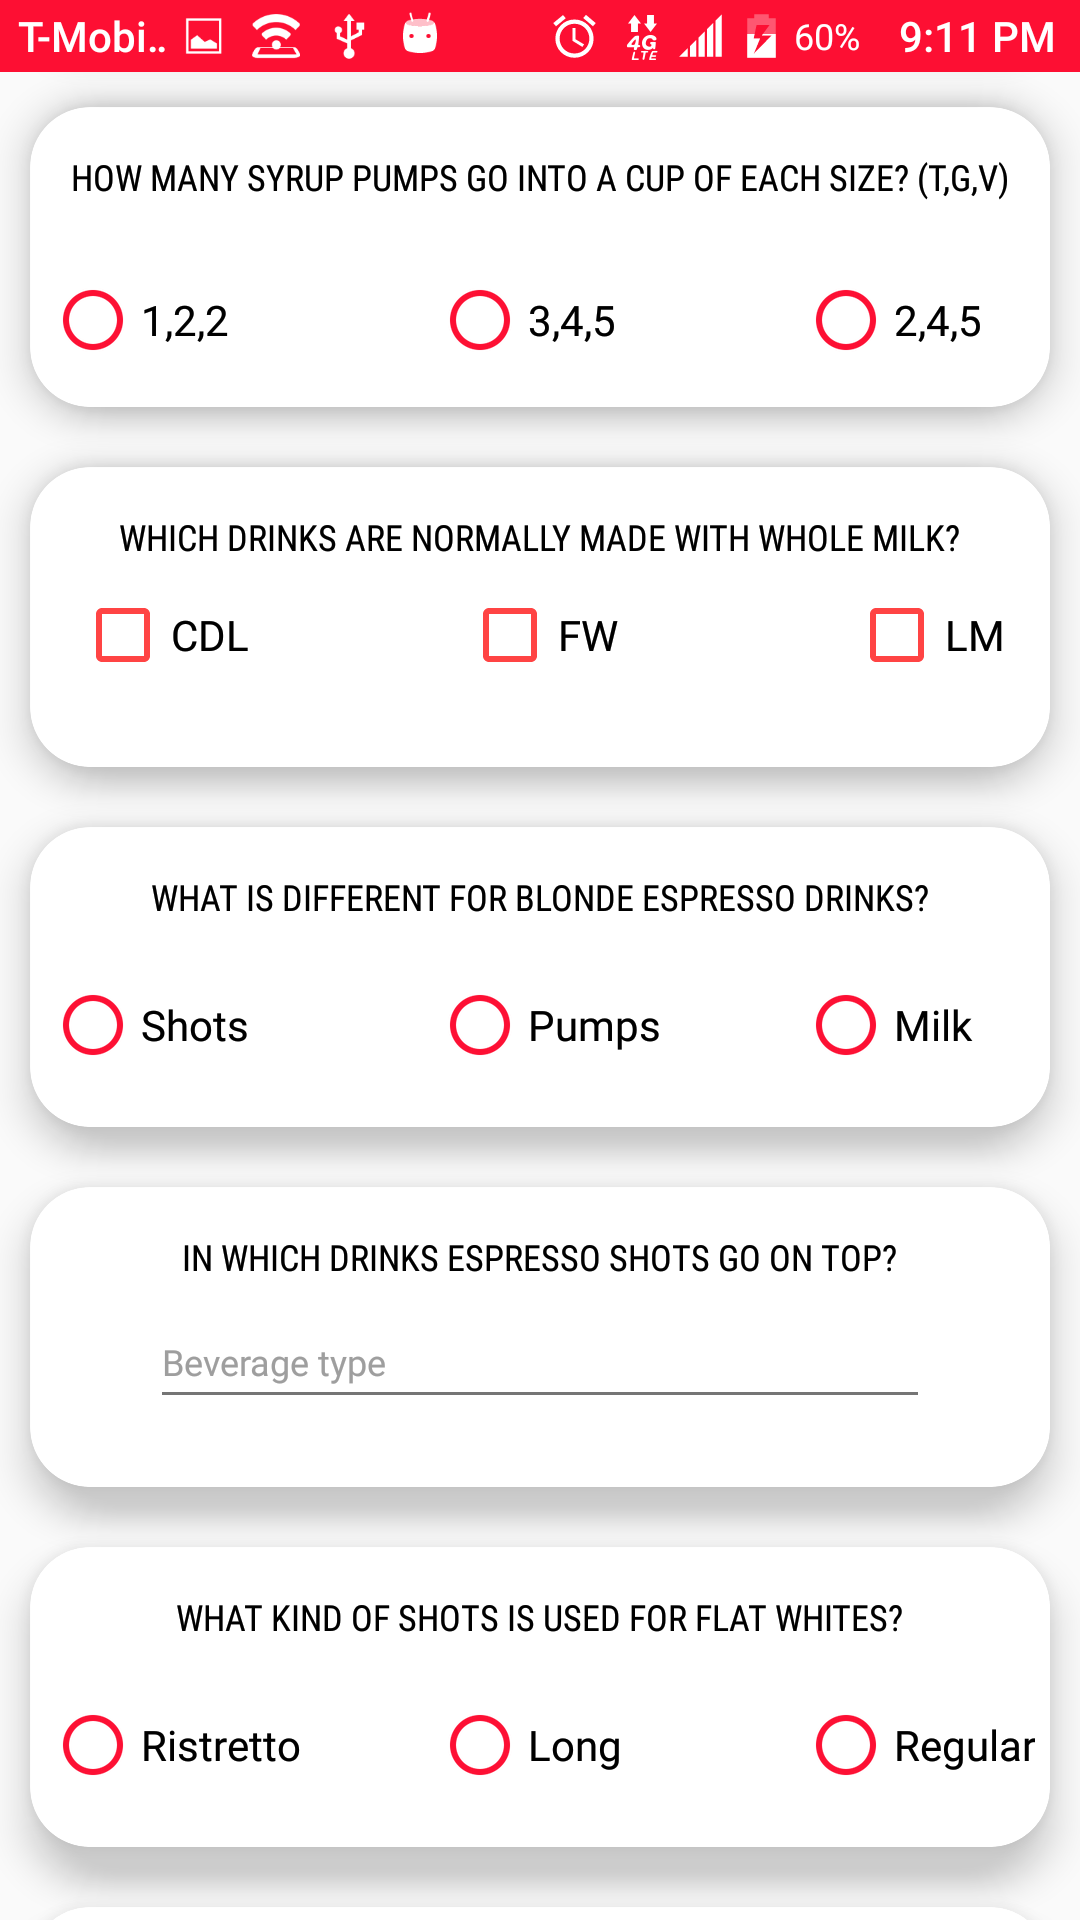 T-Mobi.. 4G LTE 60% 9:11 PM
HOW MANY SYRUP PUMPS GO INTO A CUP OF EACH SIZE? (T,G,V)
1,2,2 3,4,5 2,4,5
WHICH DRINKS ARE NORMALLY MADE WITH WHOLE MILK?
CDL FW LM
WHAT IS DIFFERENT FOR BLONDE ESPRESSO DRINKS?
Shots Pumps Milk
IN WHICH DRINKS ESPRESSO SHOTS GO ON TOP?
Beverage type
WHAT KIND OF SHOTS IS USED FOR FLAT WHITES?
Ristretto Long Regular